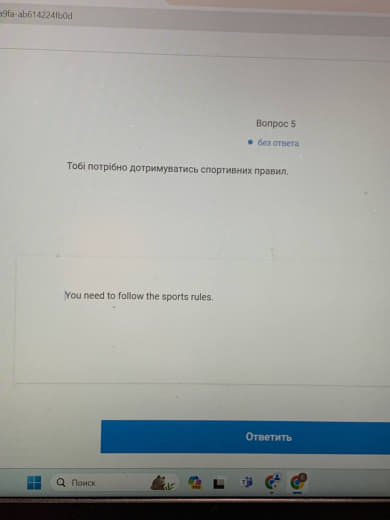 a9fa-ab614224fb0d
Вопрос 5
без ответа
Тобі потрібно дотримуватись спортивних правил.
You need to follow the sports rules.
Ответить
Поиск